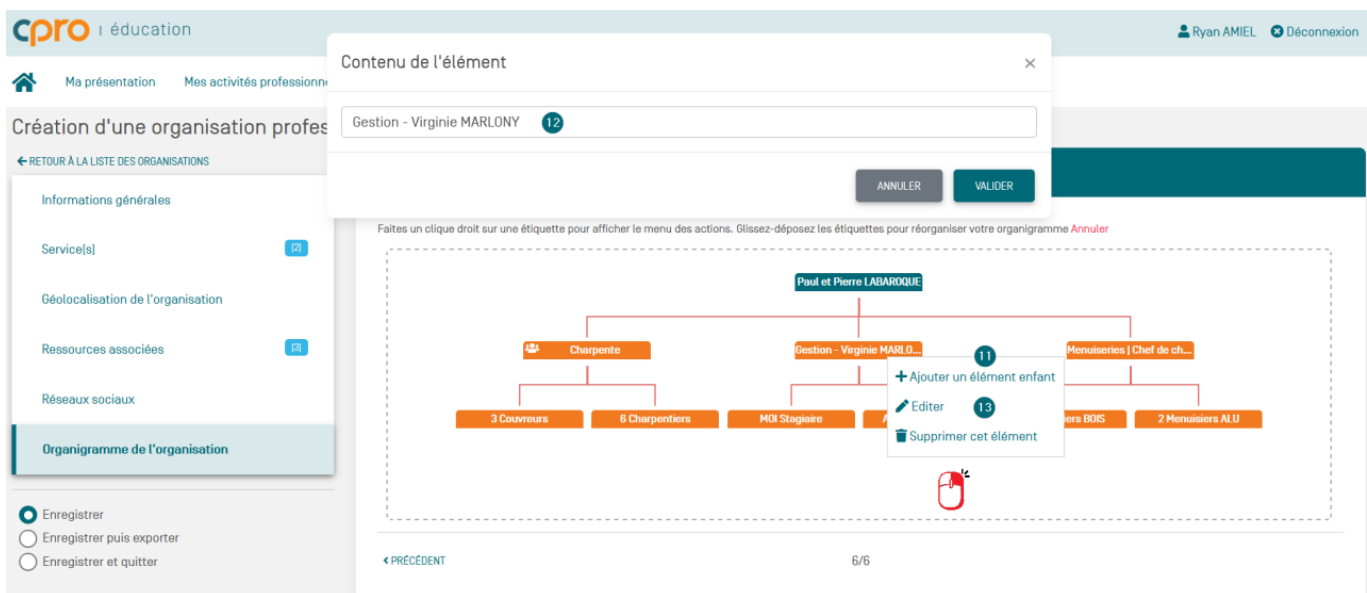 cpro éducation
Ryan AMIEL Déconnexion
Contenu de l'élément ×
Ma présentation Mes activités
Gestion - Virginie MARLONY 12
Création d'une organisation
RETOUR À LA LISTE DES ORGANISATIONS
ANNULER VALIDER
Informations générales
Faites un clique droit sur une étiquette pour afficher le menu des actions. Glissez-déposez les étiquettes pour réorganiser votre organigramme Annuler
Service(s) [2]
Paul et Pierre LABAROQUE
Géolocalisation de l'organisation
Ressources associées [3]
Charpente
Gestion - Virginie MARLO...
Menuiseries | Chef de ch...
11
+ Ajouter un élément enfant
Réseaux sociaux
Editer 13
3 Couvreurs
6 Charpentiers
MOI Stagiaire
BOIS
2 Menuisiers ALU
Supprimer cet élément
Organigramme de l'organisation
Enregistrer
Enregistrer puis exporter
Enregistrer et quitter
PRÉCÉDENT
6/6